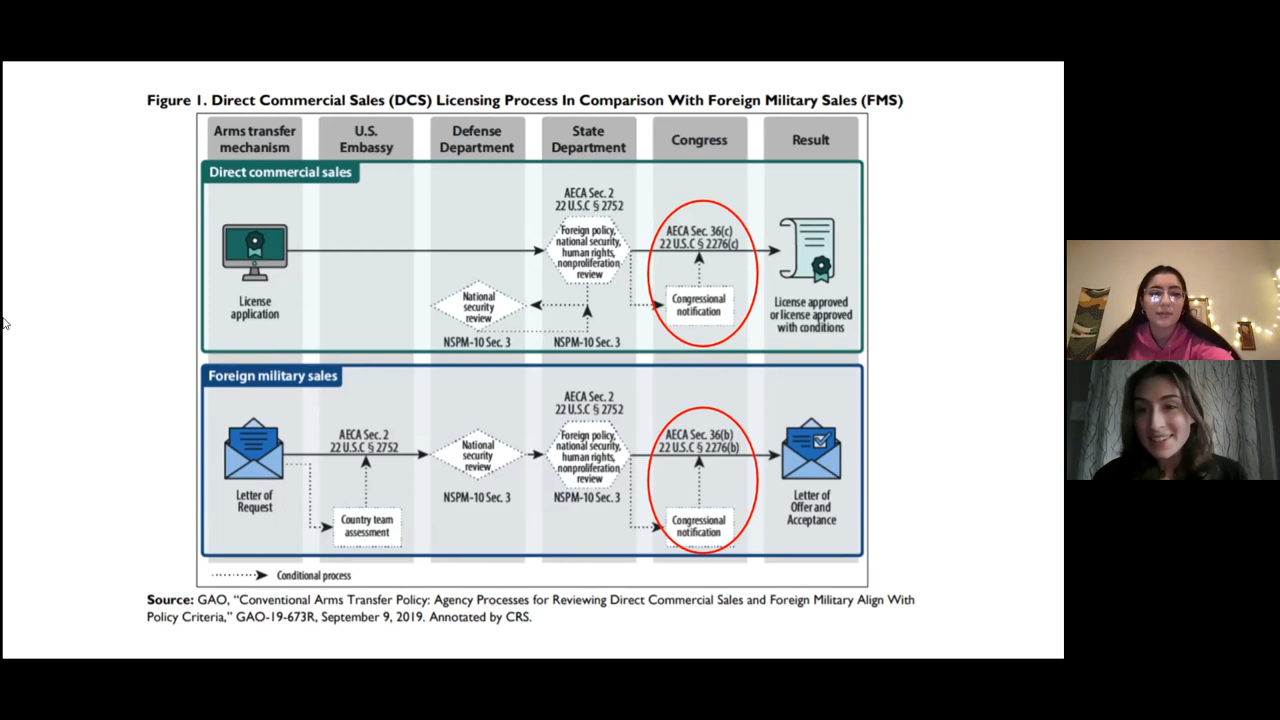 Figure 1. Direct Commercial Sales (DCS) Licensing Process In Comparison With Foreign Military Sales (FMS)
Arms transfer
mechanism
U.S.
Embassy
Defense
Department
State
Department
Congress
Result
Direct commercial sales
AECA Sec. 2
22 U.S.C § 2752
Foreign policy,
national security,
human rights,
nonproliferation
review
AECA Sec. 36(c)
22 U.S.C § 2276(c)
License
application
National
security
review
Congressional
notification
License approved
or license approved
with conditions
NSPM-10 Sec. 3
NSPM-10 Sec. 3
Foreign military sales
AECA Sec. 2
22 U.S.C § 2752
AECA Sec. 2
22 U.S.C § 2752
National
security
review
Foreign policy,
national security,
human rights,
nonproliferation
review
AECA Sec. 36(b)
22 U.S.C § 2276(b)
Letter of
Request
NSPM-10 Sec. 3
NSPM-10 Sec. 3
Letter of
Offer and
Acceptance
Country team
assessment
Congressional
notification
Conditional process
Source: GAO, “Conventional Arms Transfer Policy: Agency Processes for Reviewing Direct Commercial Sales and Foreign Military Align With
Policy Criteria,” GAO-19-673R, September 9, 2019. Annotated by CRS.